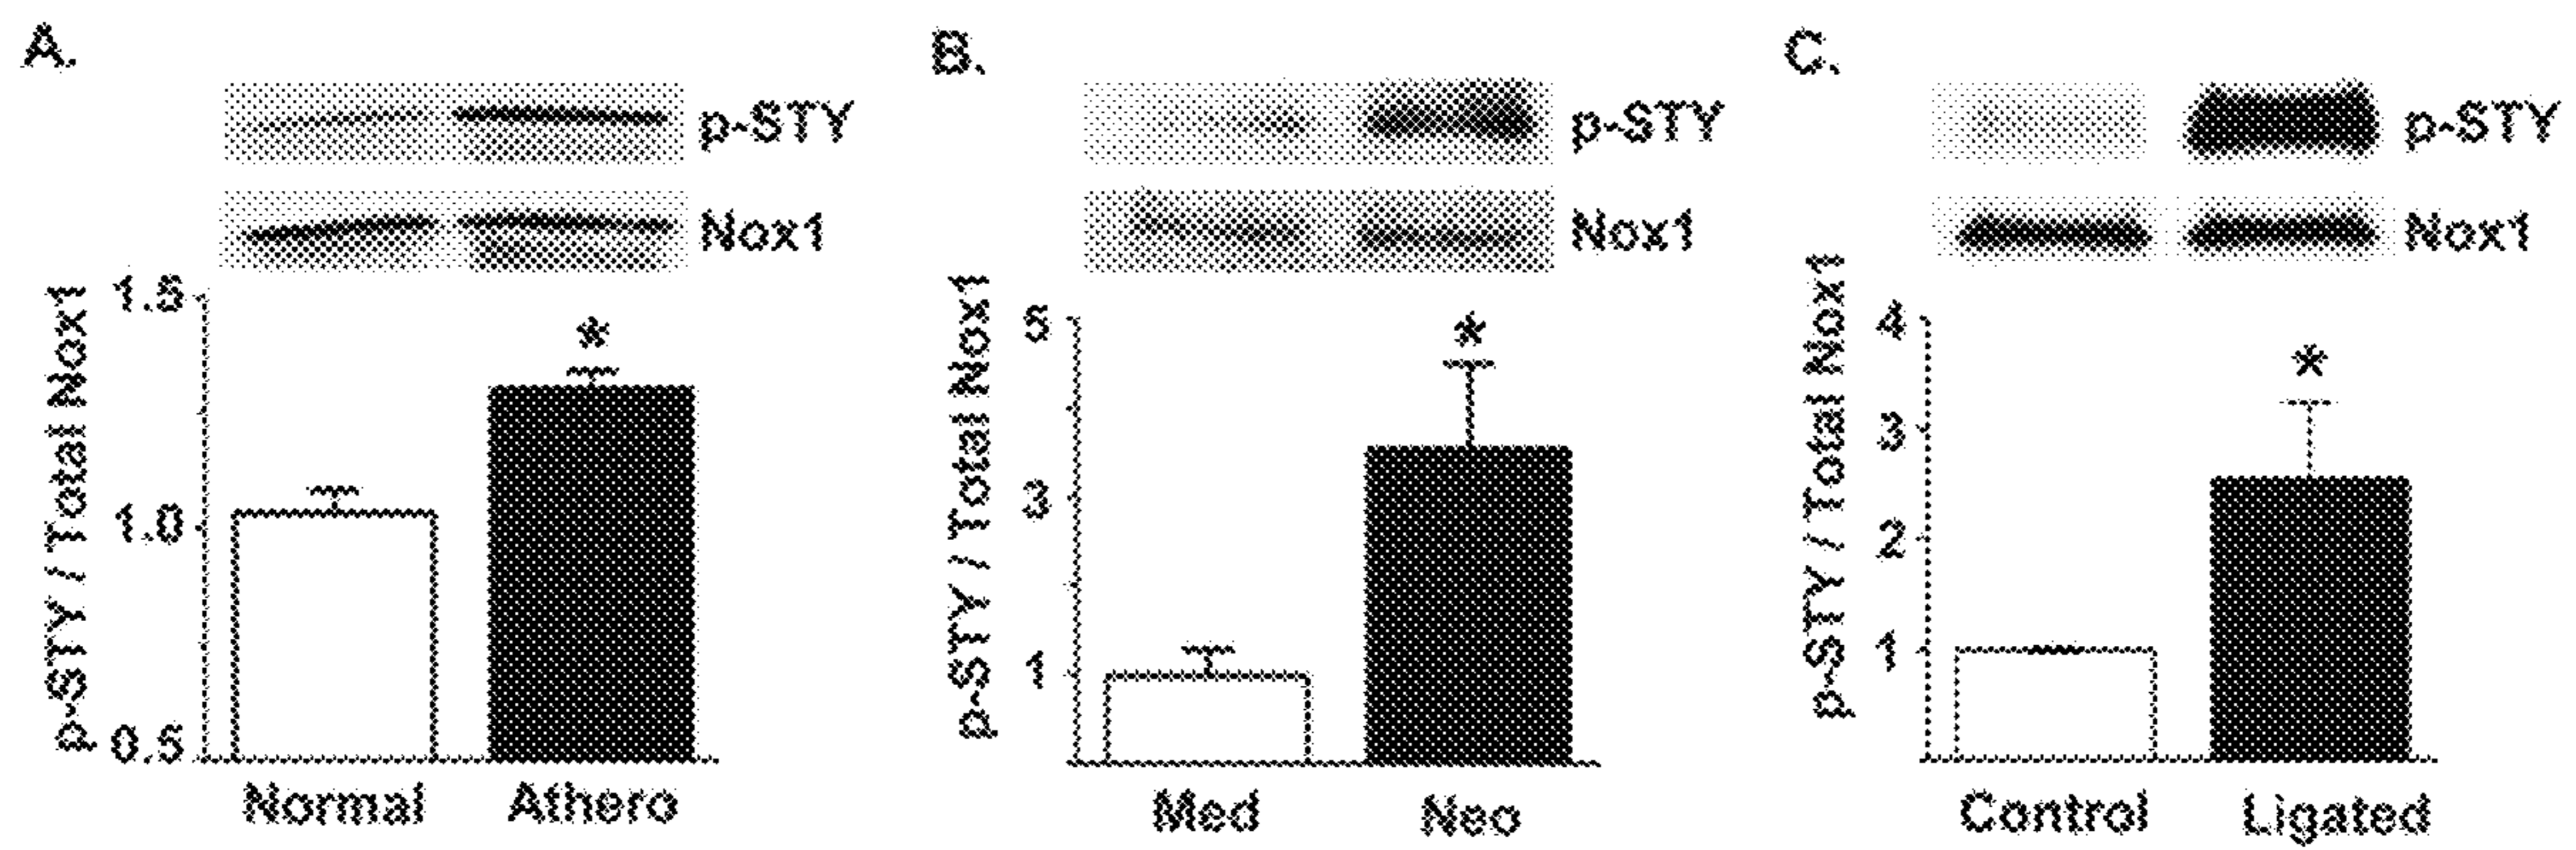 A.
p-STY
Nox1
p-STY / Total Nox1
1.5
*
1.0
0.5
Normal Athero
B.
p-STY
Nox1
p-STY / Total Nox1
5
*
3
1
Med Neo
C.
p-STY
Nox1
p-STY / Total Nox1
4
*
3
2
1
Control Ligated